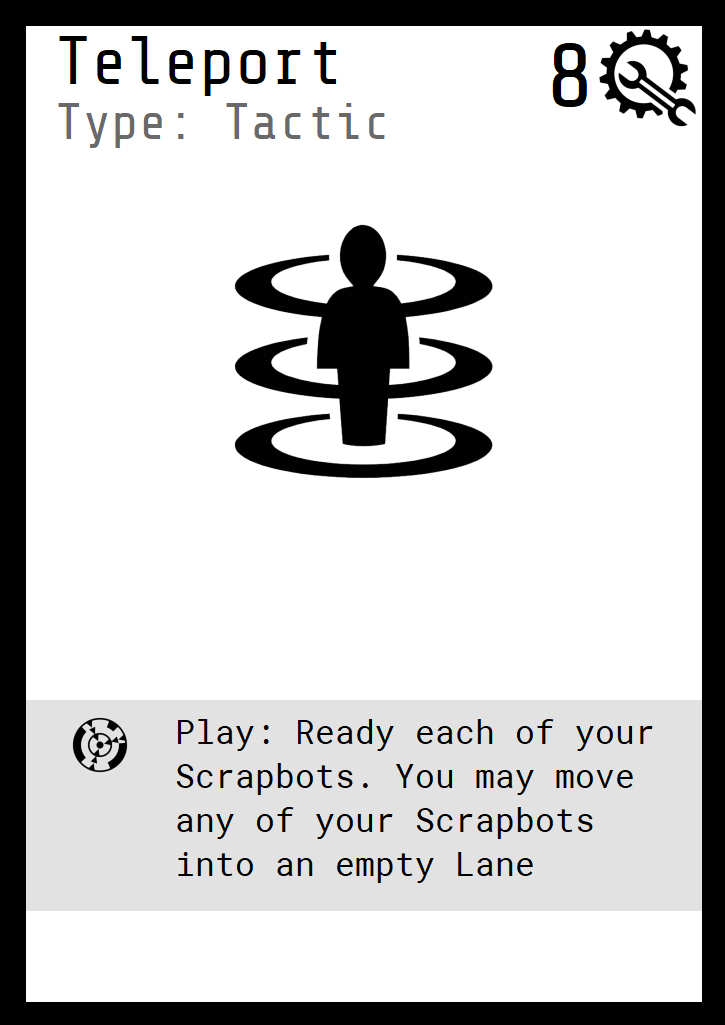 Teleport
8
Type: Tactic
Play: Ready each of your
Scrapbots. You may move
any of your Scrapbots
into an empty Lane